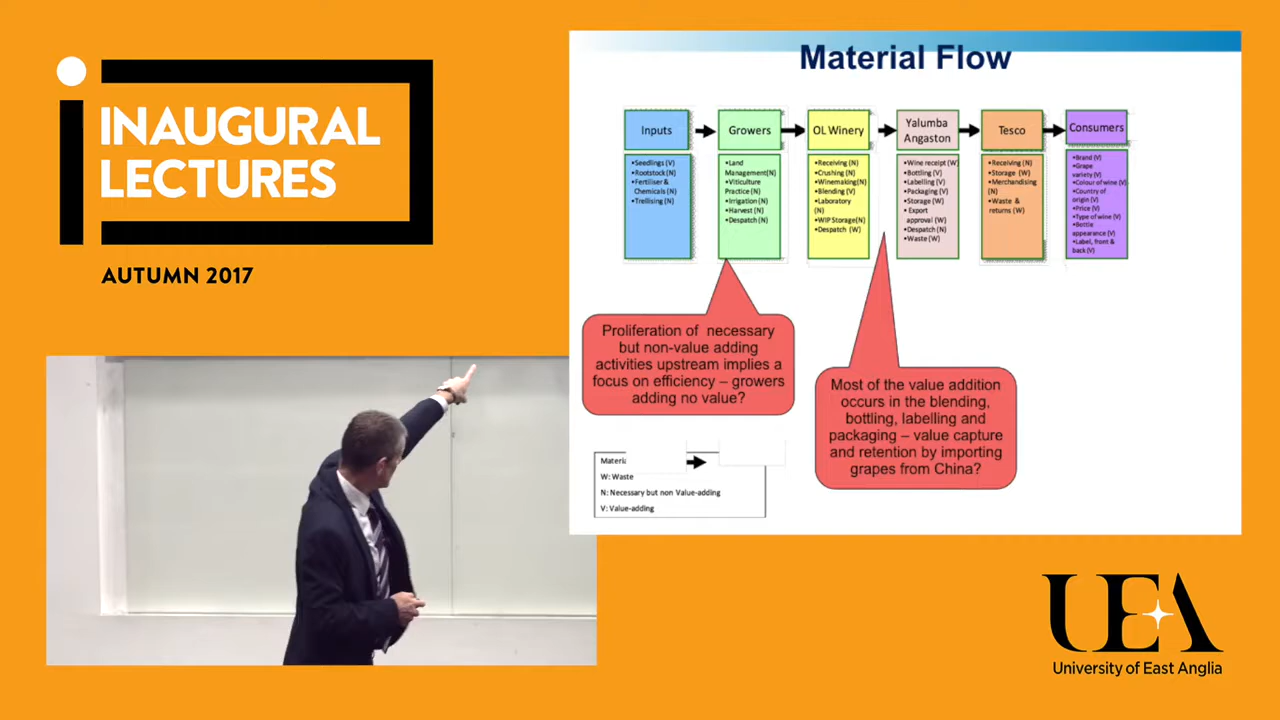 INAUGURAL
LECTURES
AUTUMN 2017
Material Flow
Inputs
Growers
OL Winery
Yalumba
Angaston
Tesco
Consumers
•Seedlings (V)
•Rootstock(N)
•Fertiliser &
Chemicals (N)
•Trellising (N)
•Land
Management(N)
•Viticulture
Practice (N)
•Irrigation (N)
•Harvest (N)
•Despatch (N)
•Receiving (N)
•Crushing (N)
•Winemaking(N)
•Blending (V)
•Laboratory
(N)
•WIP Storage(N)
•Despatch (W)
•Wine receipt (W)
•Bottling (V)
•Labelling (V)
•Packaging (V)
•Storage (W)
• Export
approval (W)
•Despatch (N)
•Waste (W)
•Receiving (N)
•Storage (W)
•Merchandising
(N)
•Waste &
returns (W)
•Brand (V)
•Grape
variety (V)
•Colour of wine (V)
•Country of
origin (V)
•Price (V)
•Type of wine (V)
•Bottle
appearance (V)
•Label, front &
back (V)
Proliferation of necessary
but non-value adding
activities upstream implies a
focus on efficiency – growers
adding no value?
Most of the value addition
occurs in the blending,
bottling, labelling and
packaging – value capture
and retention by importing
grapes from China?
Materia
W: Waste
N: Necessary but non Value-adding
V: Value-adding
UEA
University of East Anglia